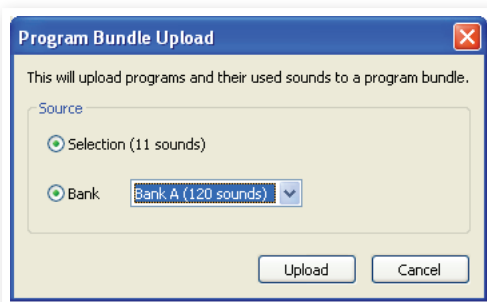 Program Bundle Upload
This will upload programs and their used sounds to a program bundle.
Source
Selection (11 sounds)
Bank Bank A (120 sounds)
Upload Cancel